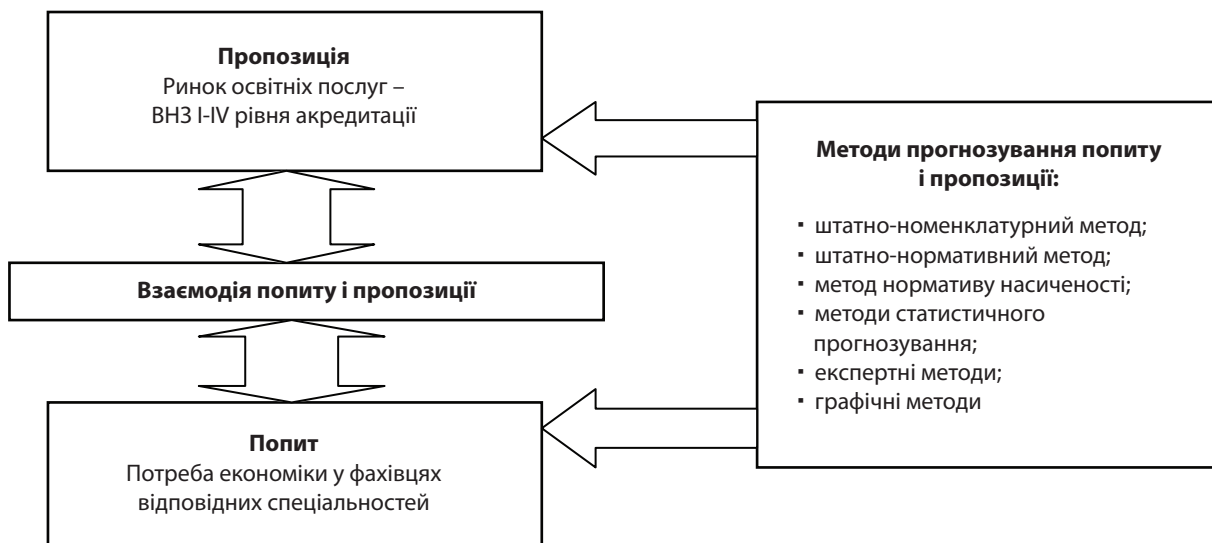 Пропозиція
Ринок освітніх послуг –
ВНЗ І-ІV рівня акредитації
Взаємодія попиту і пропозиції
Попит
Потреба економіки у фахівцях
відповідних спеціальностей
Методи прогнозування попиту
і пропозиції:
▪ штатно-номенклатурний метод;
▪ штатно-нормативний метод;
▪ метод нормативу насиченості;
▪ методи статистичного
прогнозування;
▪ експертні методи;
▪ графічні методи